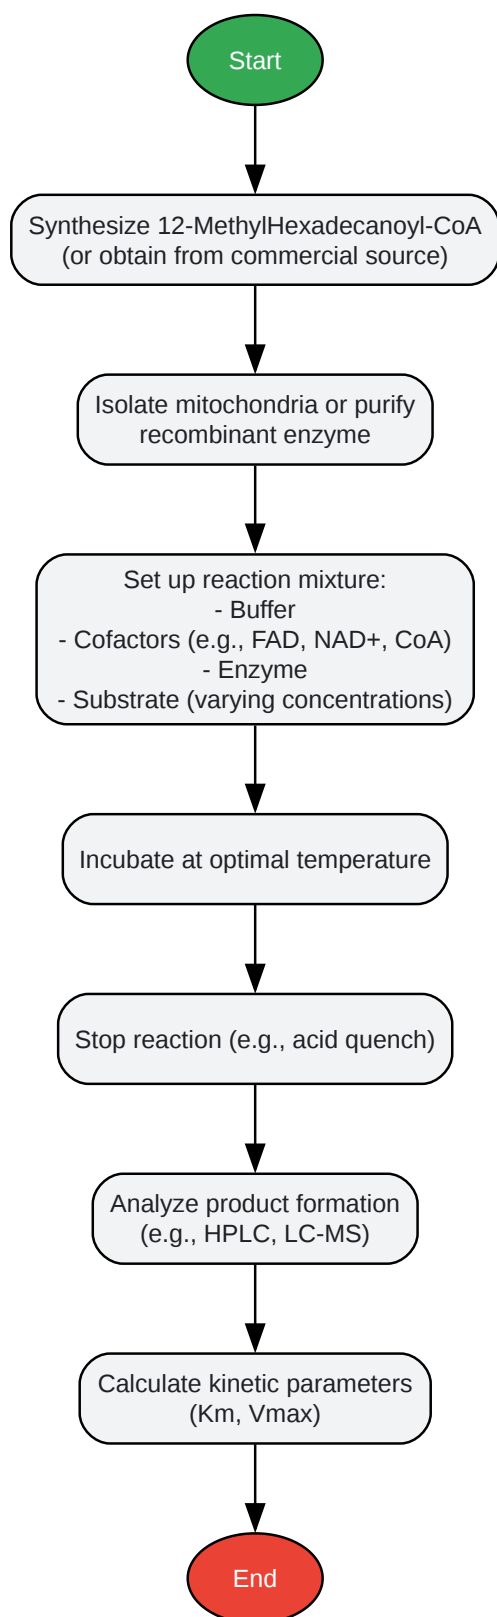 Start
Synthesize 12-MethylHexadecanoyl-CoA
(or obtain from commercial source)
Isolate mitochondria or purify
recombinant enzyme
Set up reaction mixture:
- Buffer
- Cofactors (e.g., FAD, NAD+, CoA)
- Enzyme
- Substrate (varying concentrations)
Incubate at optimal temperature
Stop reaction (e.g., acid quench)
Analyze product formation
(e.g., HPLC, LC-MS)
Calculate kinetic parameters
(Km, Vmax)
End